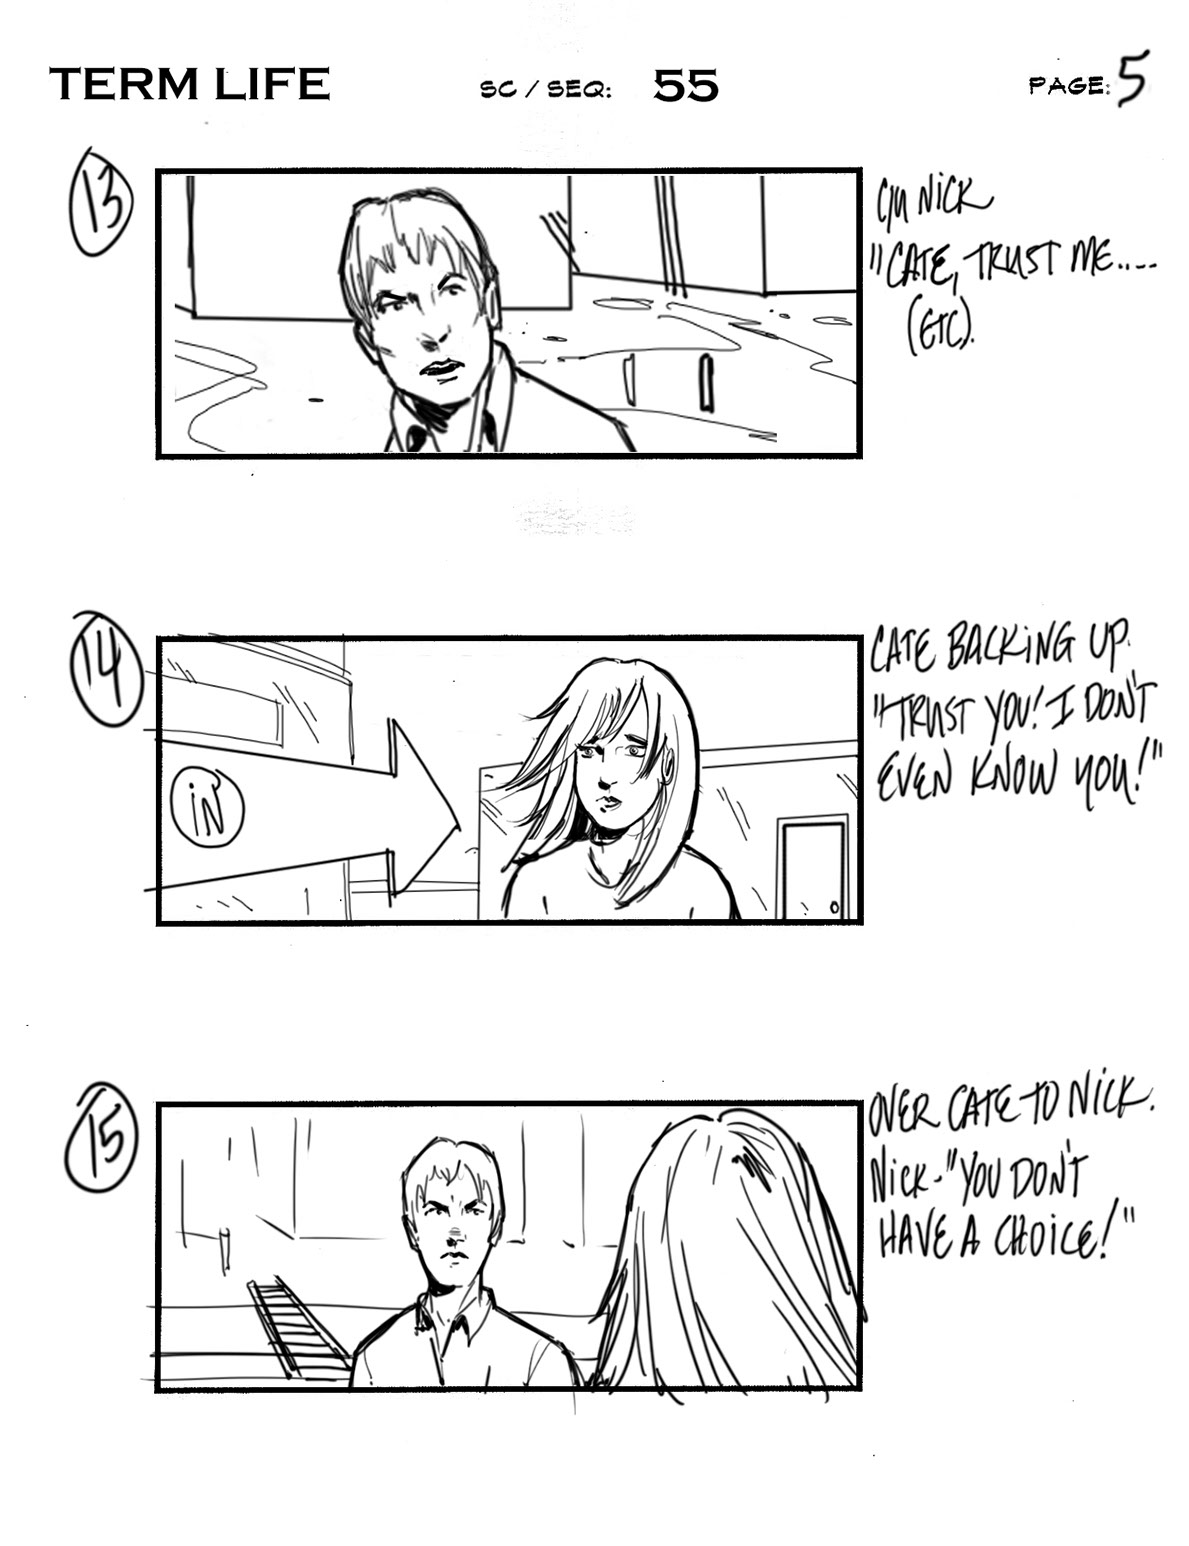 TERM LIFE SC / SEQ: 55 PAGE: 5
13
C/U NICK
"CATE, TRUST ME.....
(ETC).
14
CATE BACKING UP.
"TRUST YOU! I DON'T
EVEN KNOW YOU!"
IN
15
OVER CATE TO NICK.
NICK - "YOU DON'T
HAVE A CHOICE!"